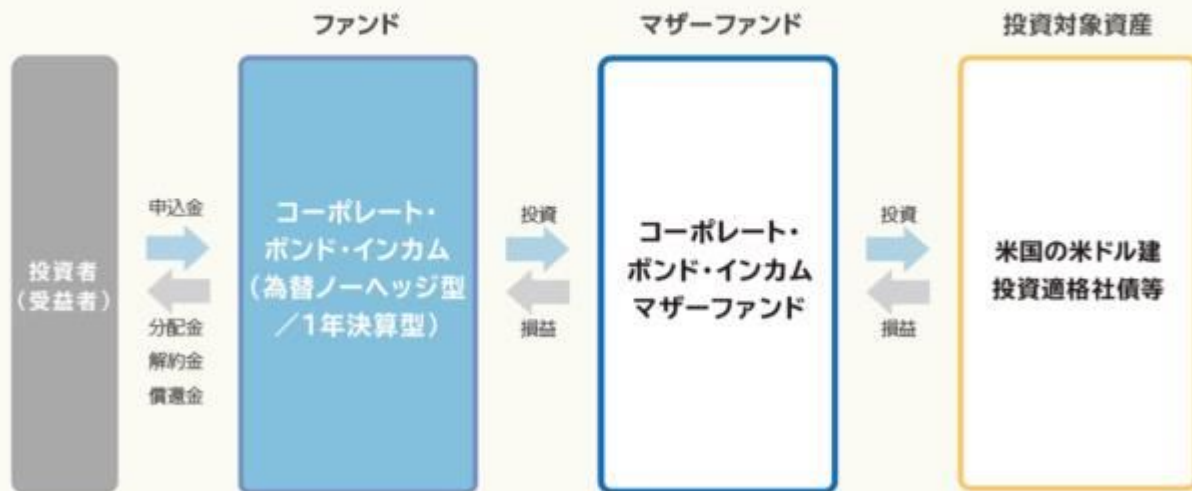 ファンド
マザーファンド
投資対象資産
投資者
（受益者）
申込金
分配金
解約金
償還金
コーポレート・
ボンド・インカム
（為替ノーヘッジ型
／1年決算型）
投資
損益
コーポレート・
ボンド・インカム
マザーファンド
投資
損益
米国の米ドル建
投資適格社債等